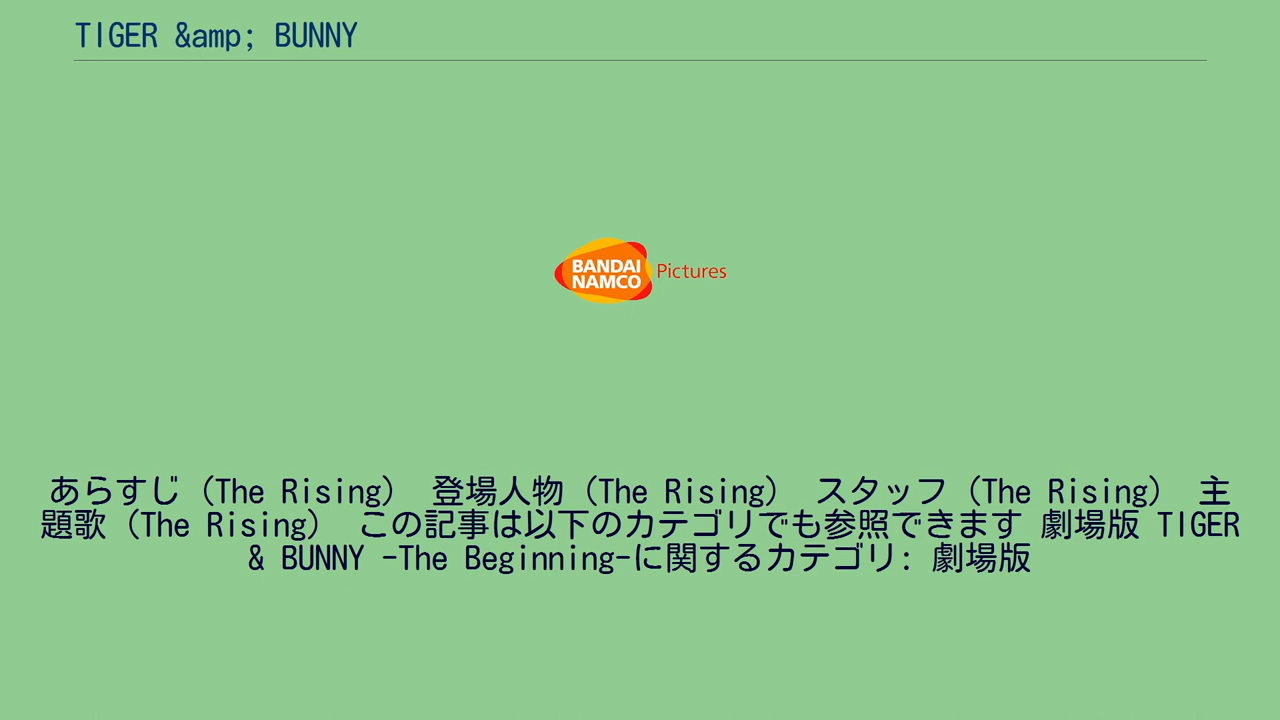 TIGER &amp; BUNNY
BANDAI
NAMCO
Pictures
あらすじ（The Rising） 登場人物（The Rising） スタッフ（The Rising） 主
題歌（The Rising） この記事は以下のカテゴリでも参照できます 劇場版 TIGER
& BUNNY -The Beginning-に関するカテゴリ: 劇場版